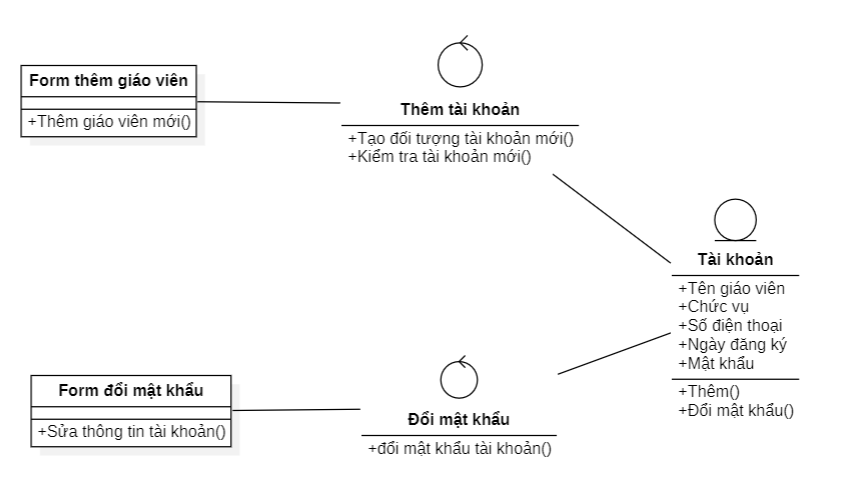 Form thêm giáo viên
+Thêm giáo viên mới()
Thêm tài khoản
+Tạo đối tượng tài khoản mới()
+Kiểm tra tài khoản mới()
Tài khoản
+Tên giáo viên
+Chức vụ
+Số điện thoại
+Ngày đăng ký
+Mật khẩu
+Thêm()
+Đổi mật khẩu()
Form đổi mật khẩu
+Sửa thông tin tài khoản()
Đổi mật khẩu
+đổi mật khẩu tài khoản()